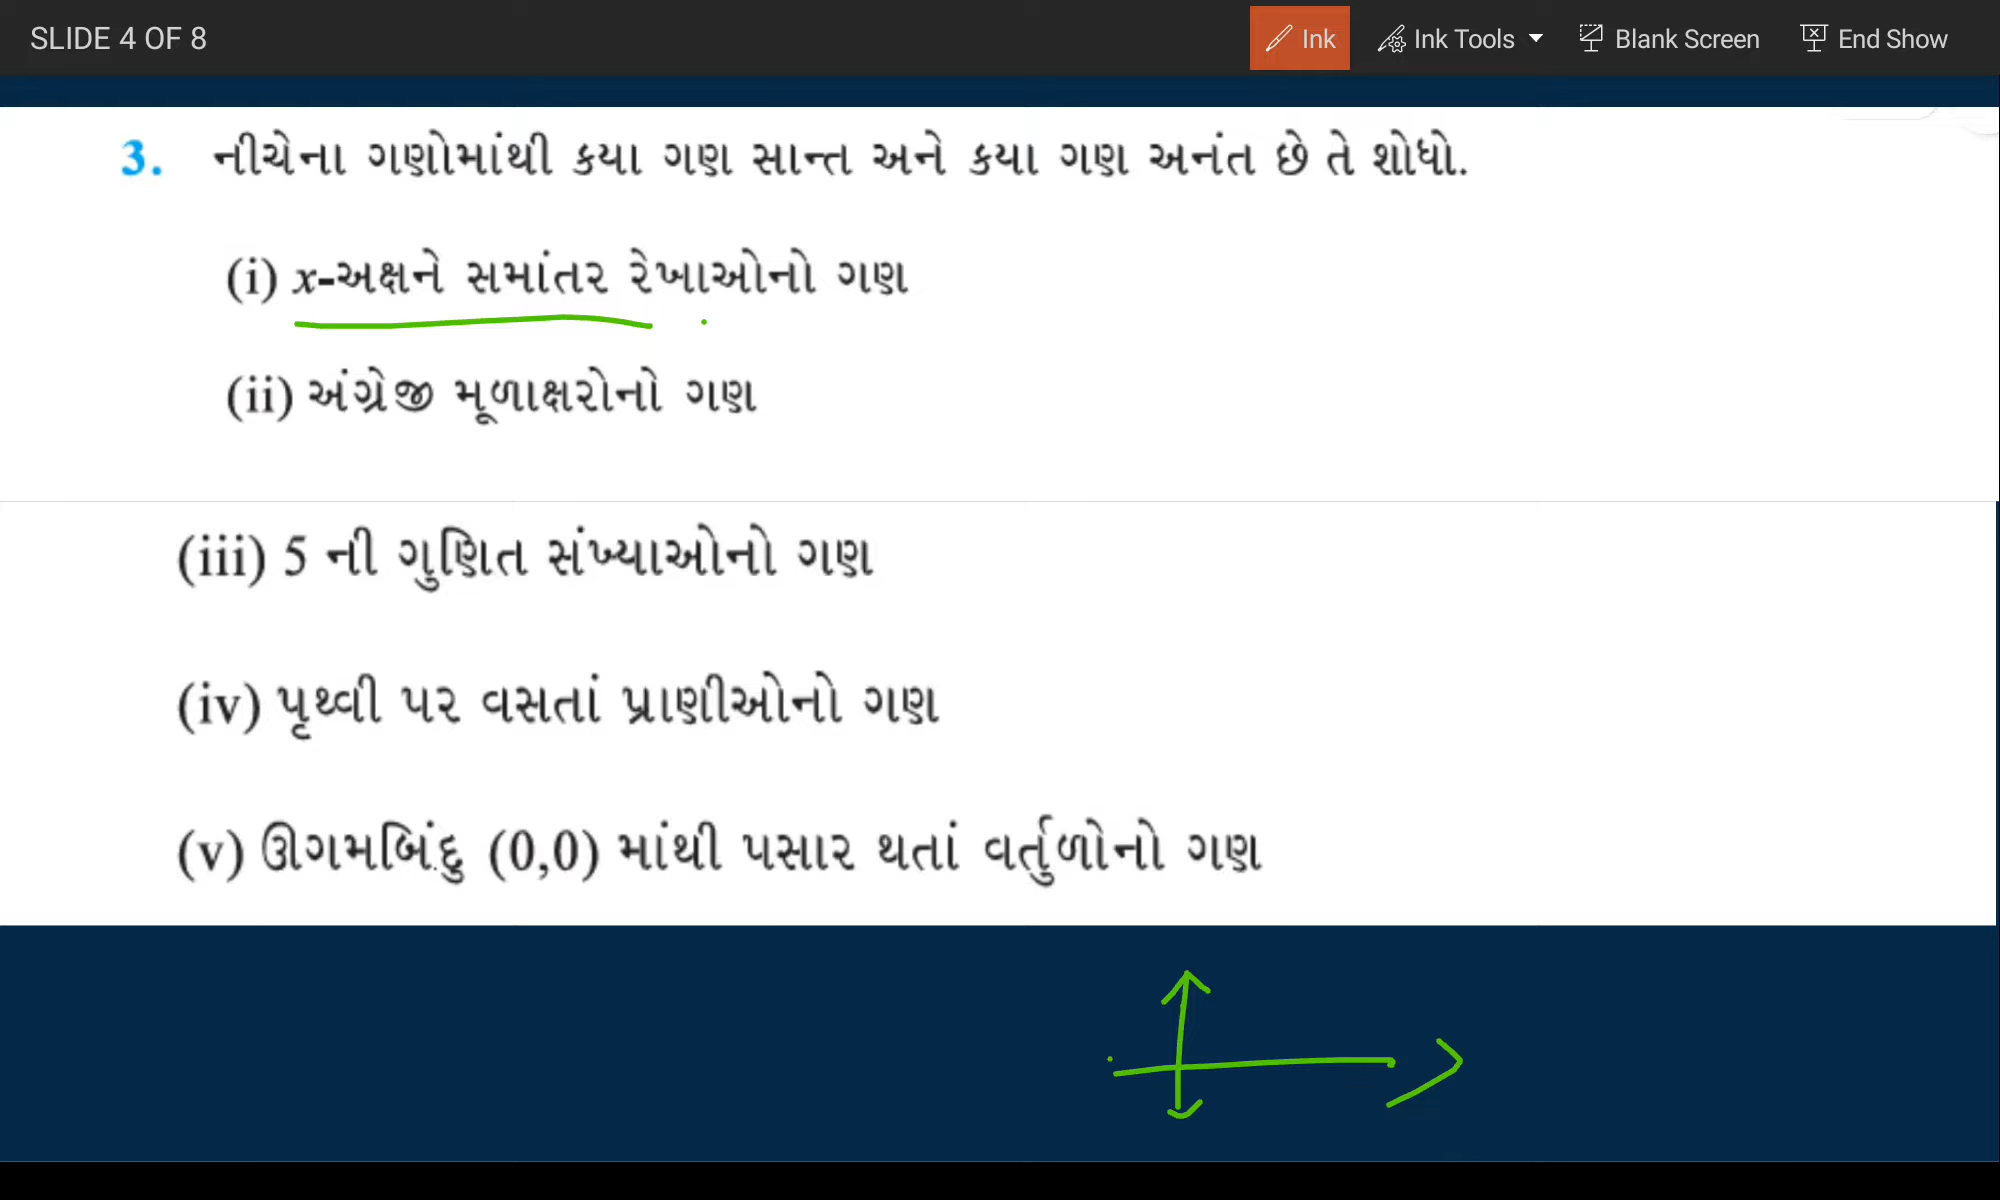 SLIDE 4 OF 8 Ink Ink Tools Blank Screen End Show
3. નીચેના ગણોમાંથી કયા ગણ સાન્ત અને કયા ગણ અનંત છે તે શોધો.
(i) x-અક્ષને સમાંતર રેખાઓનો ગણ
(ii) અંગ્રેજી મૂળાક્ષરોનો ગણ
(iii) 5 ની ગુણિત સંખ્યાઓનો ગણ
(iv) પૃથ્વી પર વસતાં પ્રાણીઓનો ગણ
(v) ઊગમબિંદુ (0,0) માંથી પસાર થતાં વર્તુળોનો ગણ